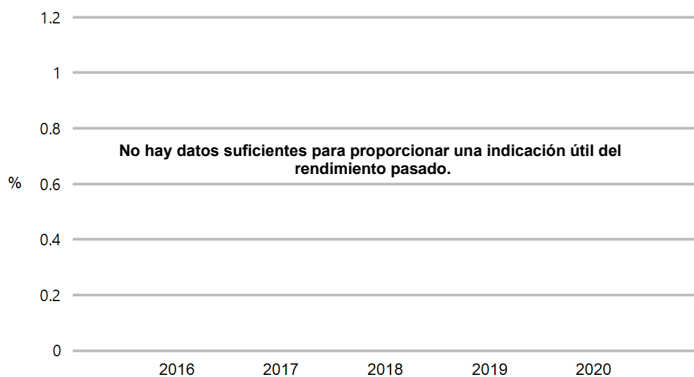 1.2
1
0.8
No hay datos suficientes para proporcionar una indicación útil del
rendimiento pasado.
%
0.6
0.4
0.2
0
2016 2017 2018 2019 2020